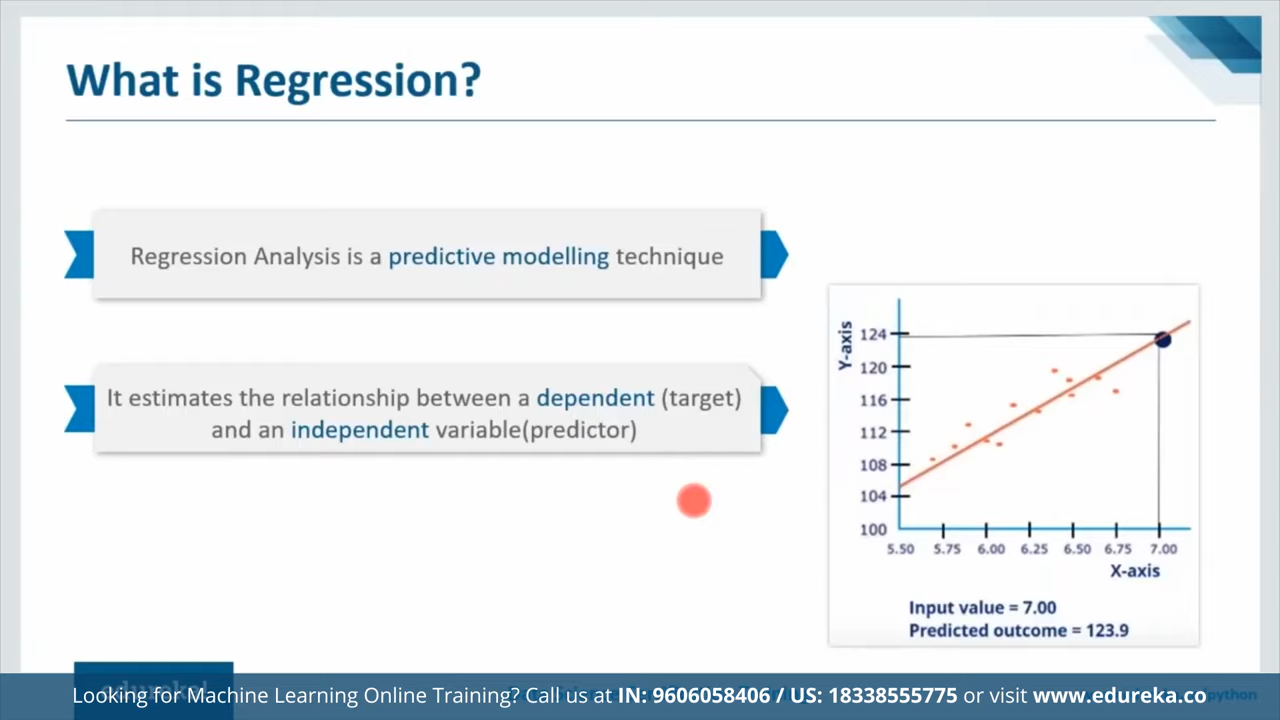 What is Regression?
Regression Analysis is a predictive modelling technique
It estimates the relationship between a dependent (target)
and an independent variable(predictor)
Y-axis
124
120
116
112
108
104
100
5.50 5.75 6.00 6.25 6.50 6.75 7.00
X-axis
Input value = 7.00
Predicted outcome = 123.9
Looking for Machine Learning Online Training? Call us at IN: 9606058406 / US: 18338555775 or visit www.edureka.co